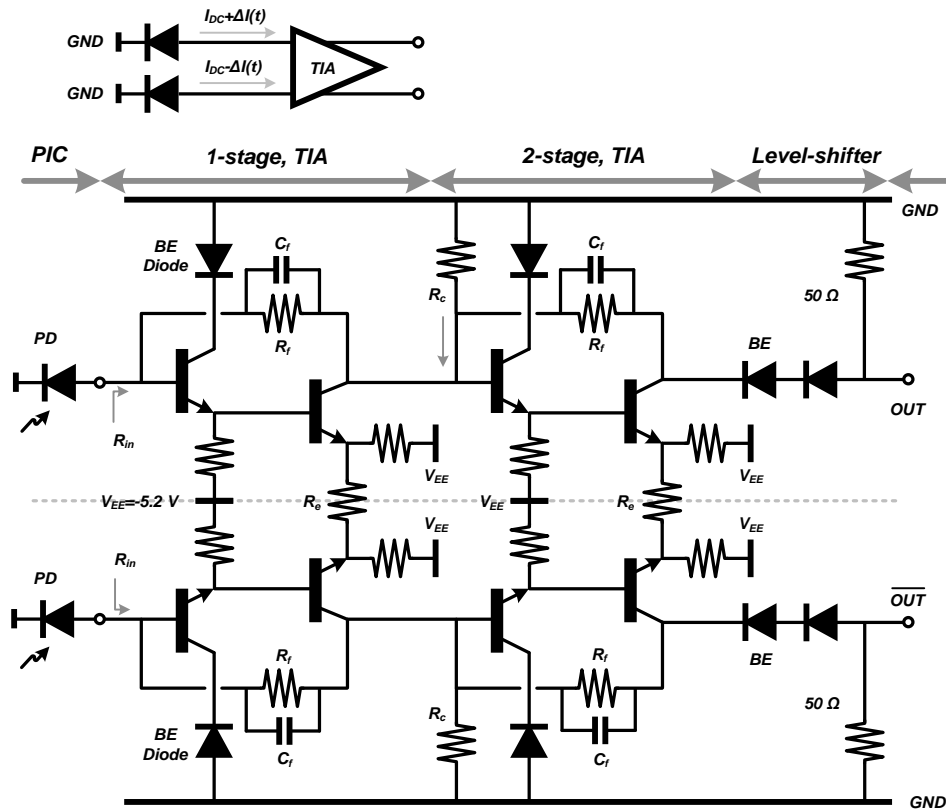 I_DC+ΔI(t)
GND
I_DC-ΔI(t)
TIA
GND
PIC
1-stage, TIA
2-stage, TIA
Level-shifter
GND
BE
Diode
C_f
C_f
R_c
50 Ω
R_f
R_f
PD
BE
OUT
R_in
V_EE
V_EE
V_EE=-5.2 V
R_e
V_EE
R_e
V_EE
V_EE
R_in
PD
OUT
R_f
R_f
BE
R_c
50 Ω
BE
Diode
C_f
C_f
GND